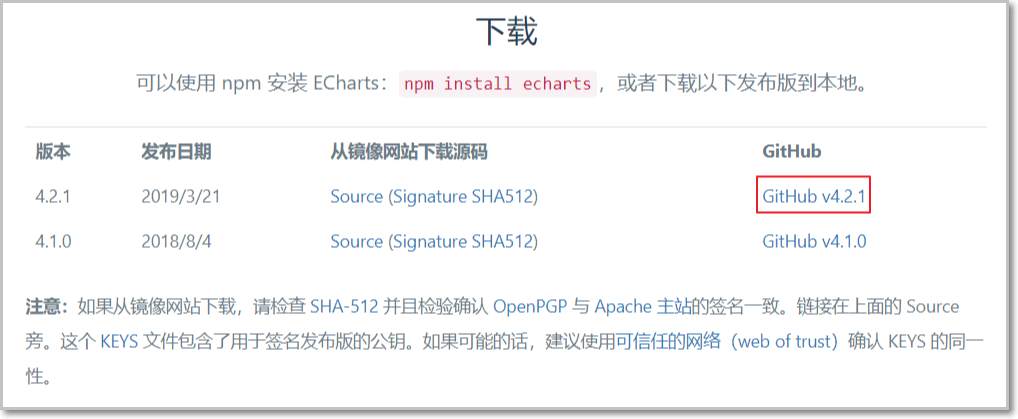 下载
可以使用 npm 安装 ECharts：npm install echarts，或者下载以下发布版到本地。
版本 发布日期 从镜像网站下载源码 GitHub
4.2.1 2019/3/21 Source (Signature SHA512) GitHub v4.2.1
4.1.0 2018/8/4 Source (Signature SHA512) GitHub v4.1.0
注意：如果从镜像网站下载，请检查 SHA-512 并且检验确认 OpenPGP 与 Apache 主站的签名一致。链接在上面的 Source
旁。这个 KEYS 文件包含了用于签名发布版的公钥。如果可能的话，建议使用可信任的网络（web of trust）确认 KEYS 的同一
性。